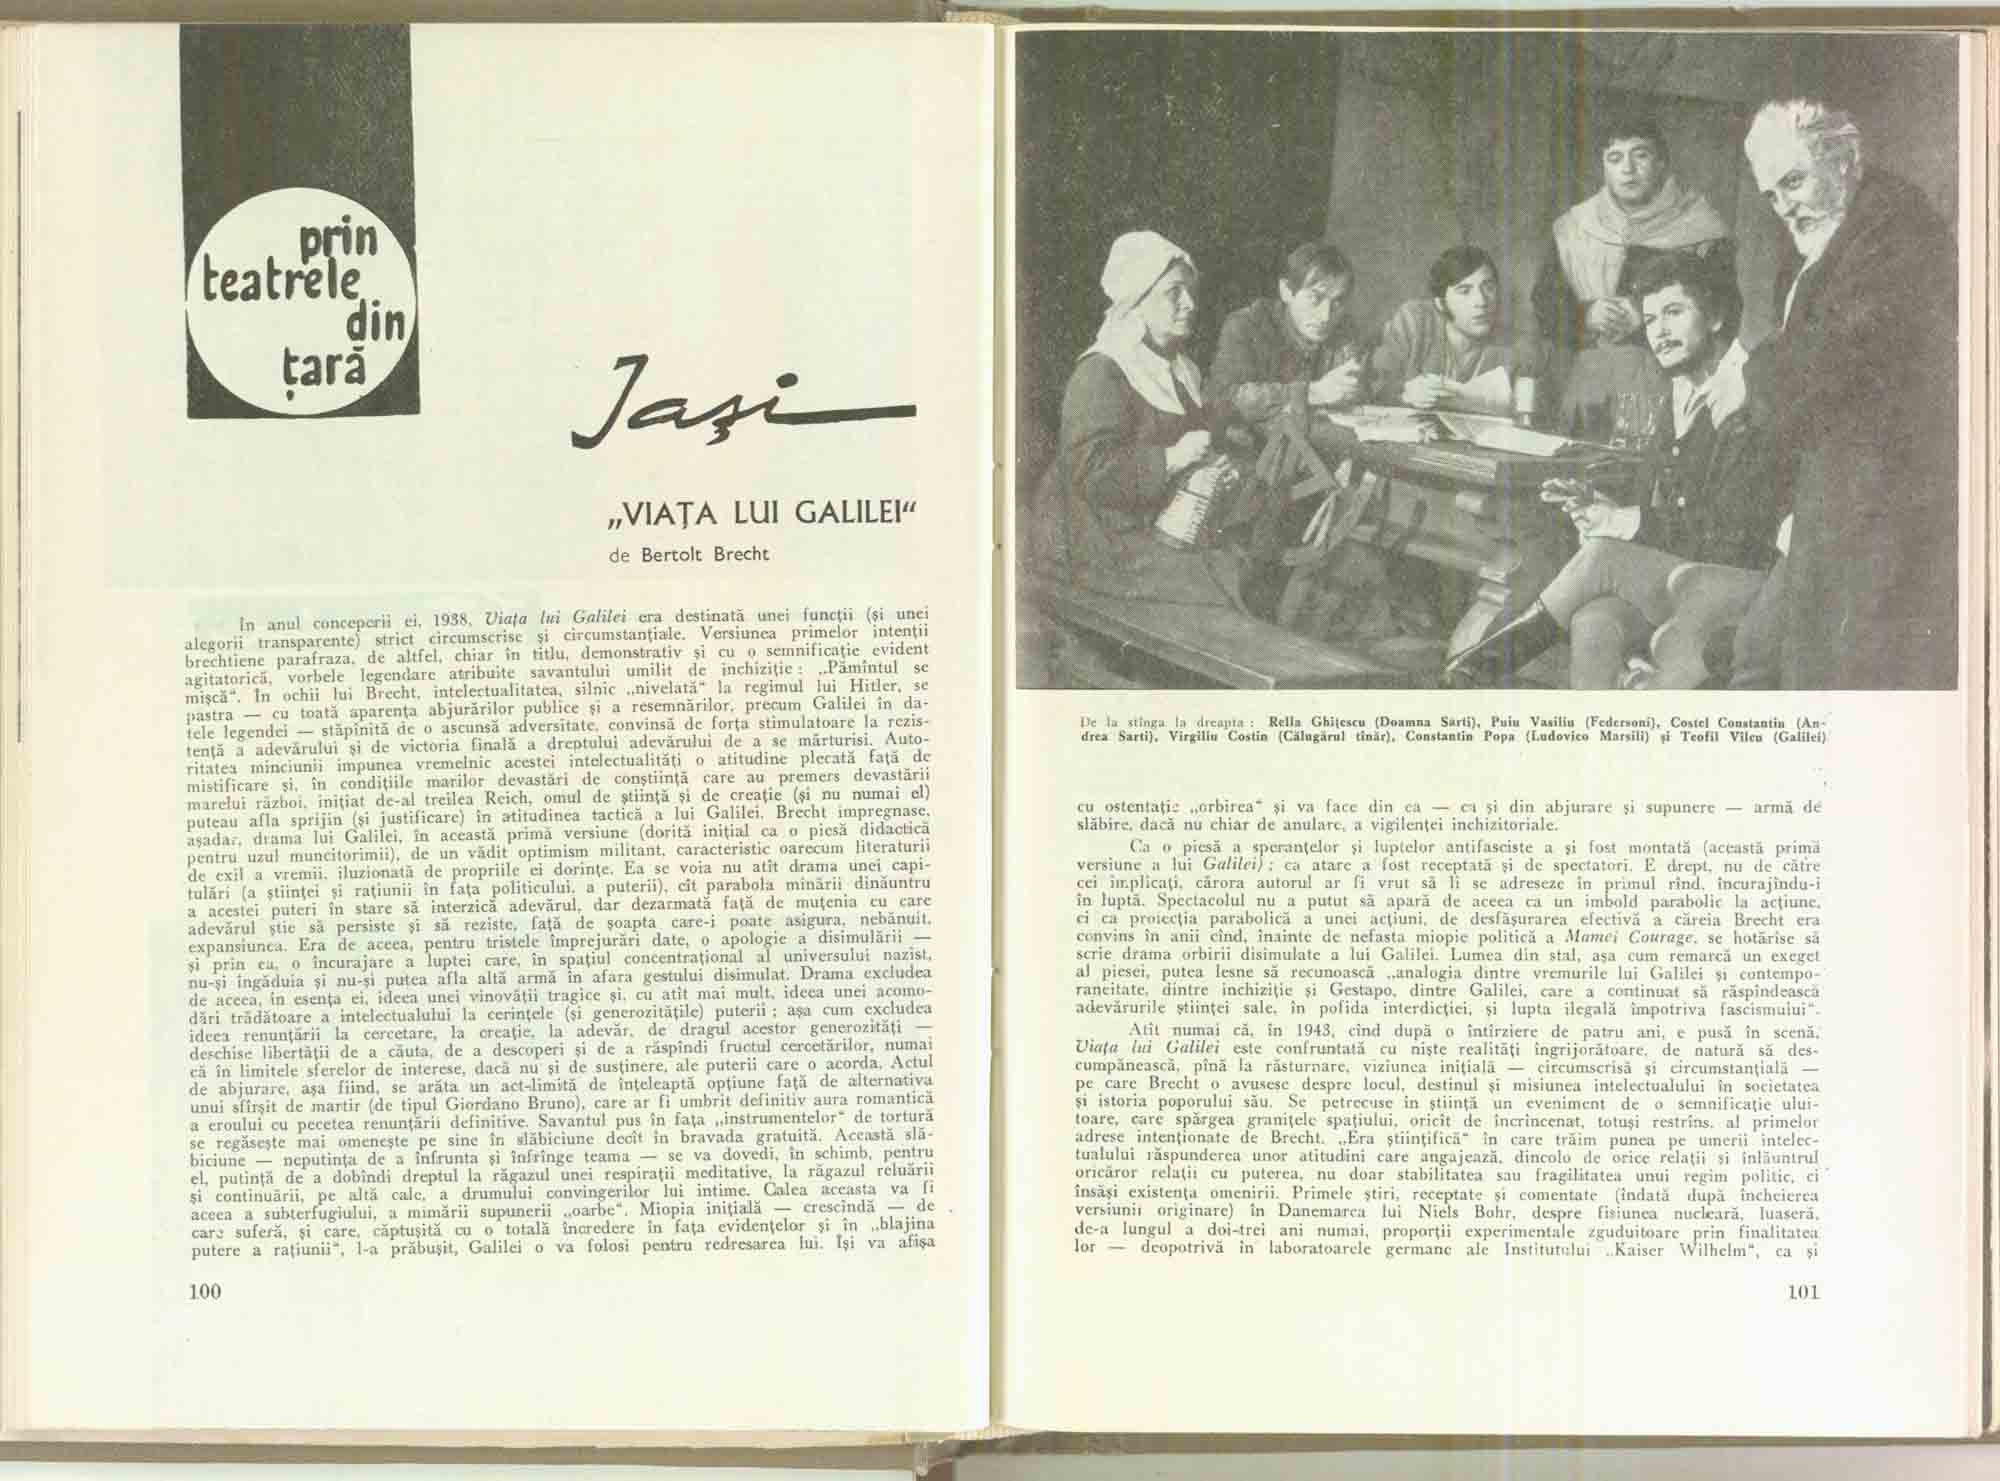 prin
teatrele
din
țară
Iași
„VIAȚA LUI GALILEI“
de Bertolt Brecht
În anul conceperii ei, 1938, Viața lui Galilei era destinată unei funcții (și unei
alegorii transparente) strict circumscrise și circumstanțiale. Versiunea primelor intenții
brechtiene parafraza, de altfel, chiar în titlu, demonstrativ și cu o semnificație evident
agitatorică, vorbele legendare atribuite savantului umilit de inchiziție : „Pămîntul se
mișcă“. În ochii lui Brecht, intelectualitatea, silnic „nivelată“ la regimul lui Hitler, se
pastra — cu toată aparența abjurărilor publice și a resemnărilor, precum Galilei în da-
tele legendei — stăpînită de o ascunsă adversitate, convinsă de forța stimulatoare la rezis-
tență a adevărului și de victoria finală a dreptului adevărului de a se mărturisi. Auto-
ritatea minciunii impunea vremelnic acestei intelectualități o atitudine plecată față de
mistificare și, în condițiile marilor devastări de conștiință care au premers devastării
marelui război, inițiat de-al treilea Reich, omul de știință și de creație (și nu numai el)
puteau afla sprijin (și justificare) în atitudinea tactică a lui Galilei. Brecht impregnase,
așadar, drama lui Galilei, în această primă versiune (dorită inițial ca o piesă didactică
pentru uzul muncitorimii), de un vădit optimism militant, caracteristic oarecum literaturii
de exil a vremii, iluzionată de propriile ei dorințe. Ea se voia nu atît drama unei capi-
tulări (a științei și rațiunii în fața politicului, a puterii), cît parabola minării dinăuntru
a acestei puteri în stare să interzică adevărul, dar dezarmată față de muțenia cu care
adevărul știe să persiste și să reziste, față de șoapta care-i poate asigura, nebănuit,
expansiunea. Era de aceea, pentru tristele împrejurări date, o apologie a disimulării —
și prin ea, o încurajare a luptei care, în spațiul concentrațional al universului nazist,
nu-și îngăduia și nu-și putea afla altă armă în afara gestului disimulat. Drama excludea
de aceea, în esența ei, ideea unei vinovății tragice și, cu atît mai mult, ideea unei acomo-
dări trădătoare a intelectualului la cerințele (și generozitățile) puterii ; așa cum excludea
ideea renunțării la cercetare, la creație, la adevăr, de dragul acestor generozități —
deschise libertății de a căuta, de a descoperi și de a răspîndi fructul cercetărilor, numai
că în limitele sferelor de interese, dacă nu și de susținere, ale puterii care o acorda. Actul
de abjurare, așa fiind, se arăta un act-limită de înțeleaptă opțiune față de alternativa
unui sfîrșit de martir (de tipul Giordano Bruno), care ar fi umbrit definitiv aura romantică
a eroului cu pecetea renunțării definitive. Savantul pus în fața „instrumentelor“ de tortură
se regăsește mai omenește pe sine în slăbiciune decît în bravada gratuită. Această slă-
biciune — neputința de a înfrunta și înfrînge teama — se va dovedi, în schimb, pentru
el, putință de a dobîndi dreptul la răgazul unei respirații meditative, la răgazul reluării
și continuării, pe altă cale, a drumului convingerilor lui intime. Calea aceasta va fi
aceea a subterfugiului, a mimării supunerii „oarbe“. Miopia inițială — crescîndă — de
care suferă, și care, căptușită cu o totală încredere în fața evidențelor și în „blajina
putere a rațiunii“, l-a prăbușit, Galilei o va folosi pentru redresarea lui. Își va afișa
100
De la stînga la dreapta : Rella Ghițescu (Doamna Sarti), Puiu Vasiliu (Federsoni), Costel Constantin (An-
drea Sarti), Virgiliu Costin (Călugărul tînăr), Constantin Popa (Ludovico Marsili) și Teofil Vîlcu (Galilei)
cu ostentație „orbirea“ și va face din ea — ca și din abjurare și supunere — armă de
slăbire, dacă nu chiar de anulare, a vigilenței inchizitoriale.
Ca o piesă a speranțelor și luptelor antifasciste a și fost montată (această primă
versiune a lui Galilei) ; ca atare a fost receptată și de spectatori. E drept, nu de către
cei implicați, cărora autorul ar fi vrut să li se adreseze în primul rînd, încurajîndu-i
în luptă. Spectacolul nu a putut să apară de aceea ca un imbold parabolic la acțiune,
ci ca proiecția parabolică a unei acțiuni, de desfășurarea efectivă a căreia Brecht era
convins în anii cînd, înainte de nefasta miopie politică a Mamei Courage, se hotărîse să
scrie drama orbirii disimulate a lui Galilei. Lumea din stal, așa cum remarcă un exeget
al piesei, putea lesne să recunoască „analogia dintre vremurile lui Galilei și contempo-
raneitate, dintre inchiziție și Gestapo, dintre Galilei, care a continuat să răspîndească
adevărurile științei sale, în pofida interdicției, și lupta ilegală împotriva fascismului“.
Atît numai că, în 1943, cînd după o întîrziere de patru ani, e pusă în scenă,
Viața lui Galilei este confruntată cu niște realități îngrijorătoare, de natură să des-
cumpănească, pînă la răsturnare, viziunea inițială — circumscrisă și circumstanțială —
pe care Brecht o avusese despre locul, destinul și misiunea intelectualului în societatea
și istoria poporului său. Se petrecuse în știință un eveniment de o semnificație ului-
toare, care spărgea granițele spațiului, oricît de încrîncenat, totuși restrîns, al primelor
adrese intenționate de Brecht. „Era științifică“ în care trăim punea pe umerii intelec-
tualului răspunderea unor atitudini care angajează, dincolo de orice relații și înlăuntrul
oricăror relații cu puterea, nu doar stabilitatea sau fragilitatea unui regim politic, ci
însăși existența omenirii. Primele știri, receptate și comentate (îndată după încheierea
versiunii originare) în Danemarca lui Niels Bohr, despre fisiunea nucleară, luaseră,
de-a lungul a doi-trei ani numai, proporții experimentale zguduitoare prin finalitatea
lor — deopotrivă în laboratoarele germane ale Institutului „Kaiser Wilhelm“, ca și
101